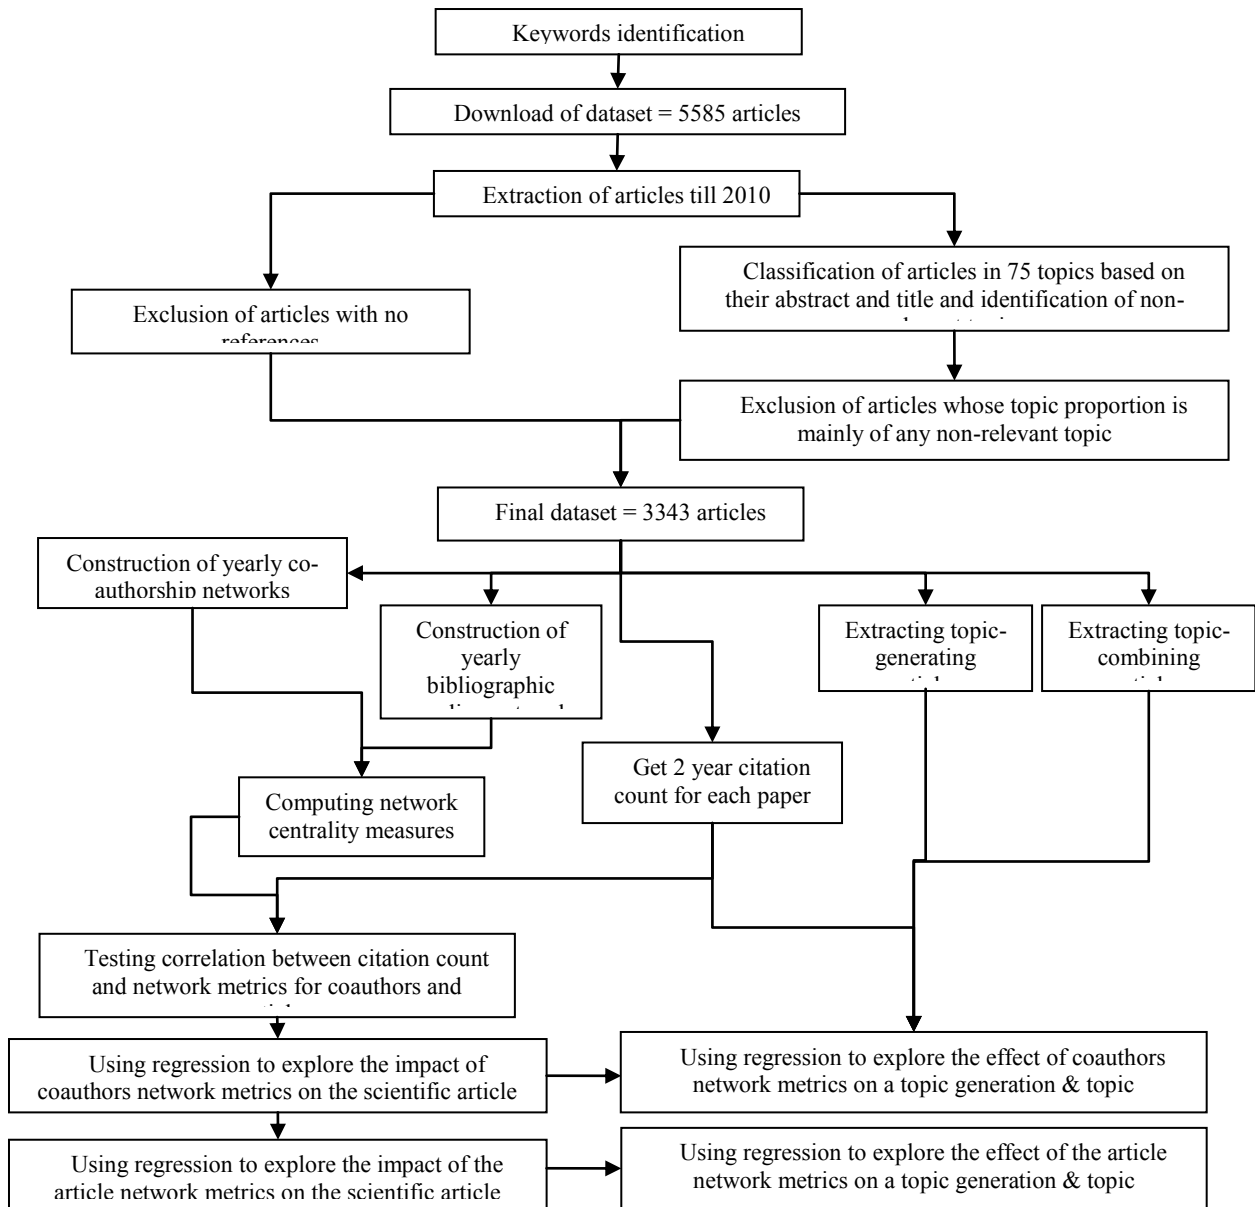 Keywords identification
Download of dataset = 5585 articles
Extraction of articles till 2010
Classification of articles in 75 topics based on
their abstract and title and identification of non-
Exclusion of articles with no
references
Exclusion of articles whose topic proportion is
mainly of any non-relevant topic
Final dataset = 3343 articles
Construction of yearly co-
authorship networks
Construction of
yearly
bibliographic
Extracting topic-
generating
Extracting topic-
combining
Get 2 year citation
count for each paper
Computing network
centrality measures
Testing correlation between citation count
and network metrics for coauthors and
Using regression to explore the impact of
coauthors network metrics on the scientific article
Using regression to explore the effect of coauthors
network metrics on a topic generation & topic
Using regression to explore the impact of the
article network metrics on the scientific article
Using regression to explore the effect of the article
network metrics on a topic generation & topic